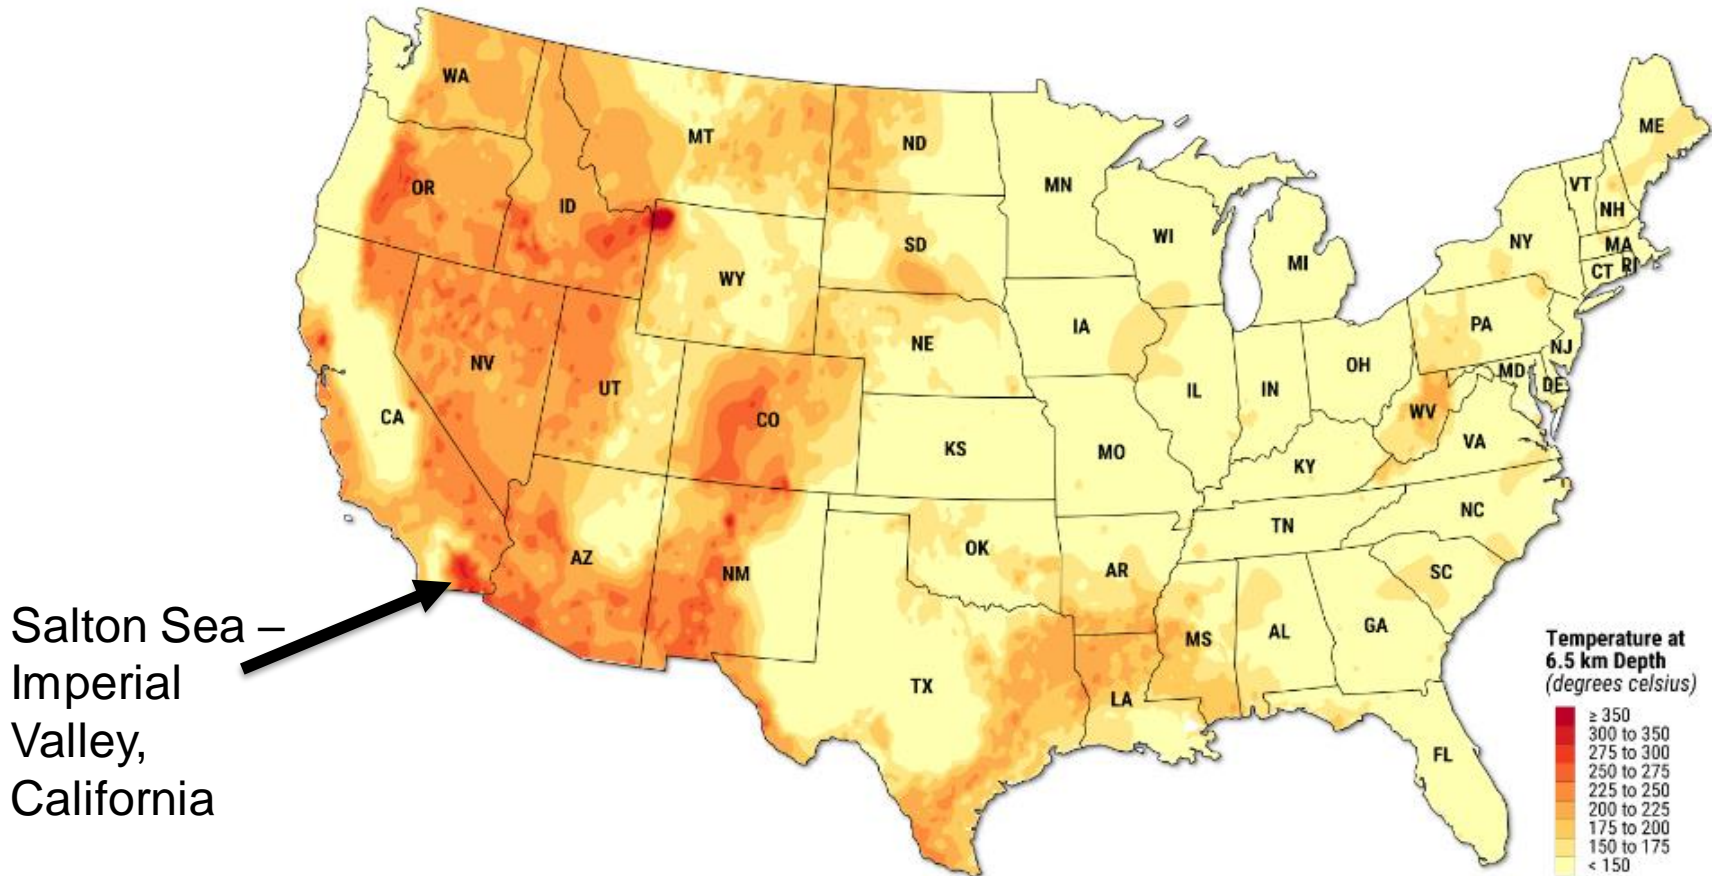 WA
MT
ND
MN
ME
OR
ID
VT
NH
SD
WI
NY
MA
WY
MI
CT RI
IA
PA
NE
NJ
NV
OH
MD
UT
IL
IN
DE
CA
CO
WV
VA
KS
MO
KY
NC
TN
OK
AZ
NM
AR
SC
MS
AL
GA
TX
LA
FL
Salton Sea –
Imperial
Valley,
California
Temperature at
6.5 km Depth
(degrees celsius)
≥ 350
300 to 350
275 to 300
250 to 275
225 to 250
200 to 225
175 to 200
150 to 175
< 150